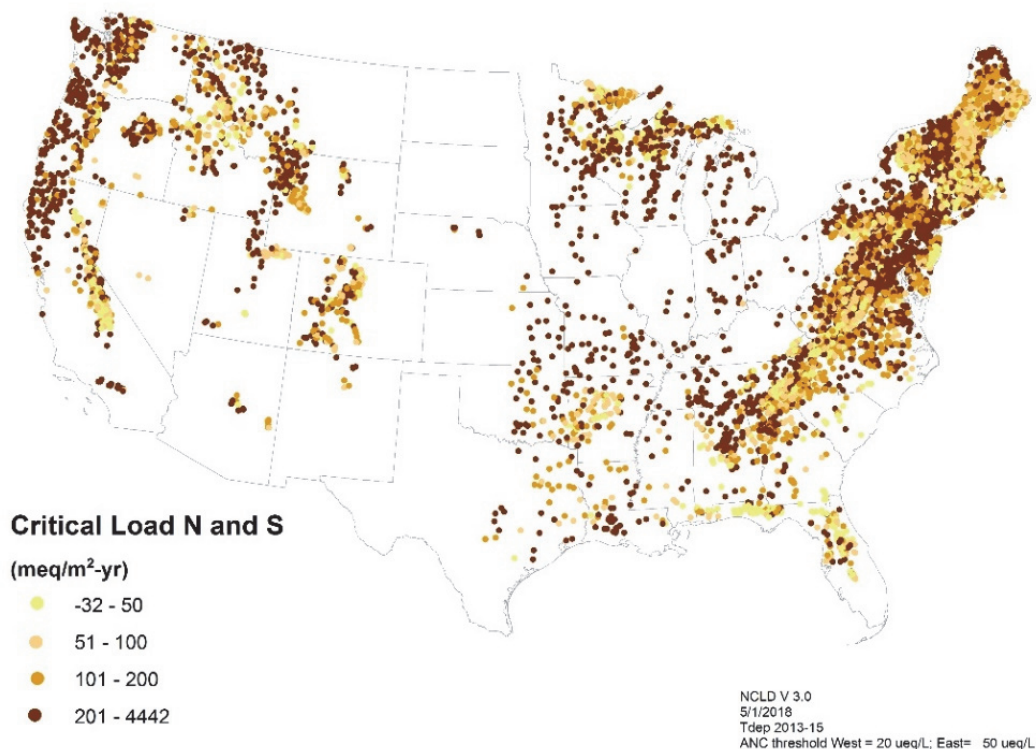 Critical Load N and S
(meq/m²-yr)
-32 - 50
51 - 100
101 - 200
201 - 4442
NCLD V 3.0
5/1/2018
Tdep 2013-15
ANC threshold West = 20 ueq/L; East= 50 ueq/L